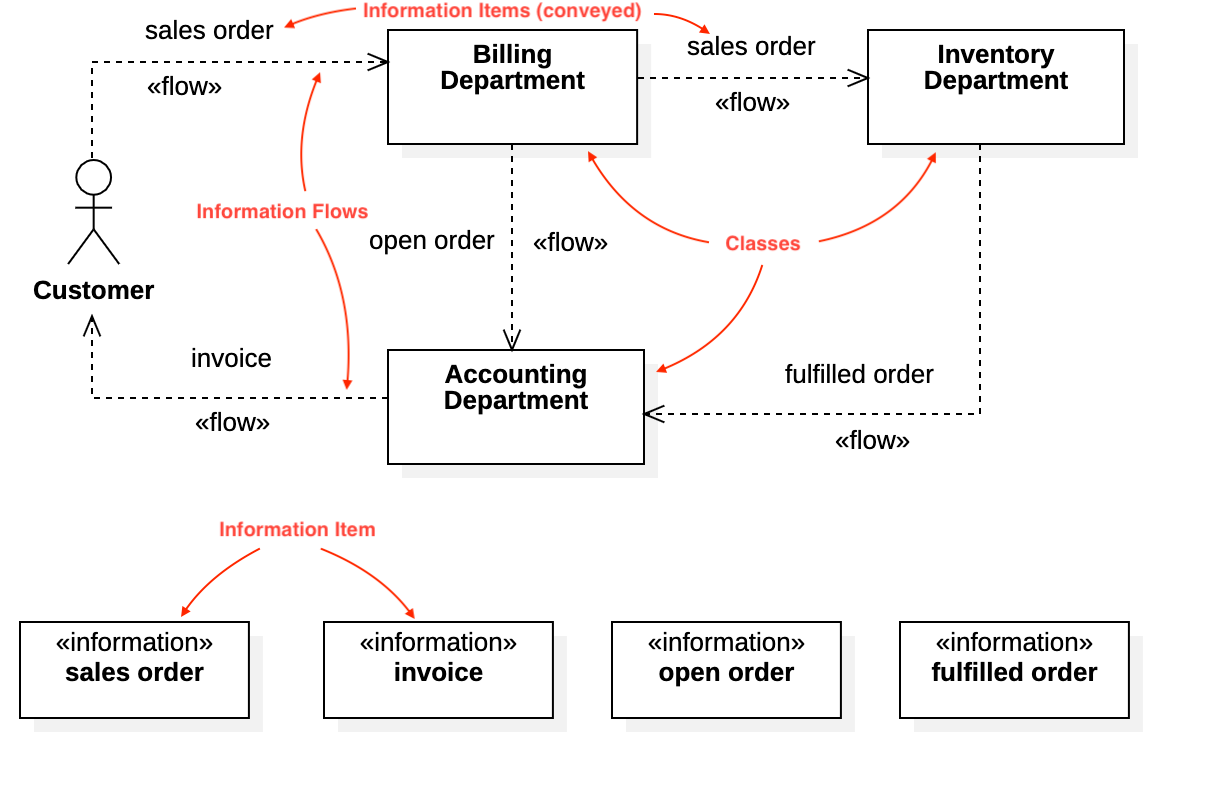 Information Items (conveyed)
sales order
«flow»
Billing
Department
sales order
«flow»
Inventory
Department
Information Flows
open order
«flow»
Classes
Customer
invoice
«flow»
Accounting
Department
fulfilled order
«flow»
Information Item
«information»
sales order
«information»
invoice
«information»
open order
«information»
fulfilled order